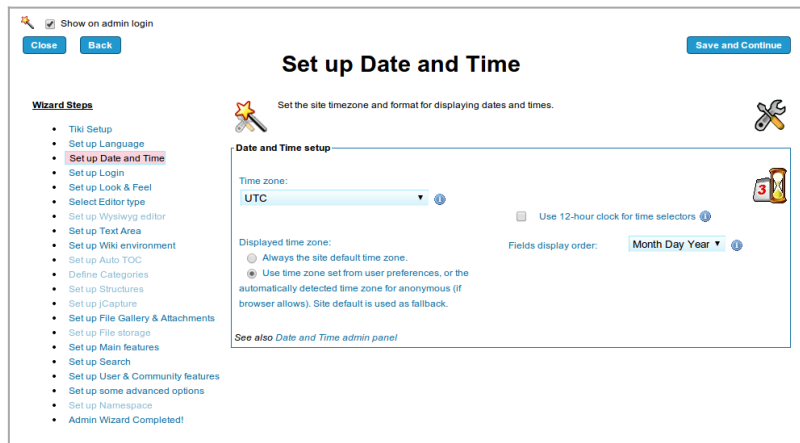 Show on admin login
Close
Back
Save and Continue
Set up Date and Time
Wizard Steps
Tiki Setup
Set up Language
Set up Date and Time
Set up Login
Set up Look & Feel
Select Editor type
Set up Wysiwyg editor
Set up Text Area
Set up Wiki environment
Set up Auto TOC
Define Categories
Set up Structures
Set up jCapture
Set up File Gallery & Attachments
Set up File storage
Set up Main features
Set up Search
Set up User & Community features
Set up some advanced options
Set up Namespace
Admin Wizard Completed!
Set the site timezone and format for displaying dates and times.
Date and Time setup
Time zone:
UTC
3
Use 12-hour clock for time selectors
Displayed time zone:
Always the site default time zone.
Use time zone set from user preferences, or the
automatically detected time zone for anonymous (if
browser allows). Site default is used as fallback.
Fields display order:
Month Day Year
See also Date and Time admin panel